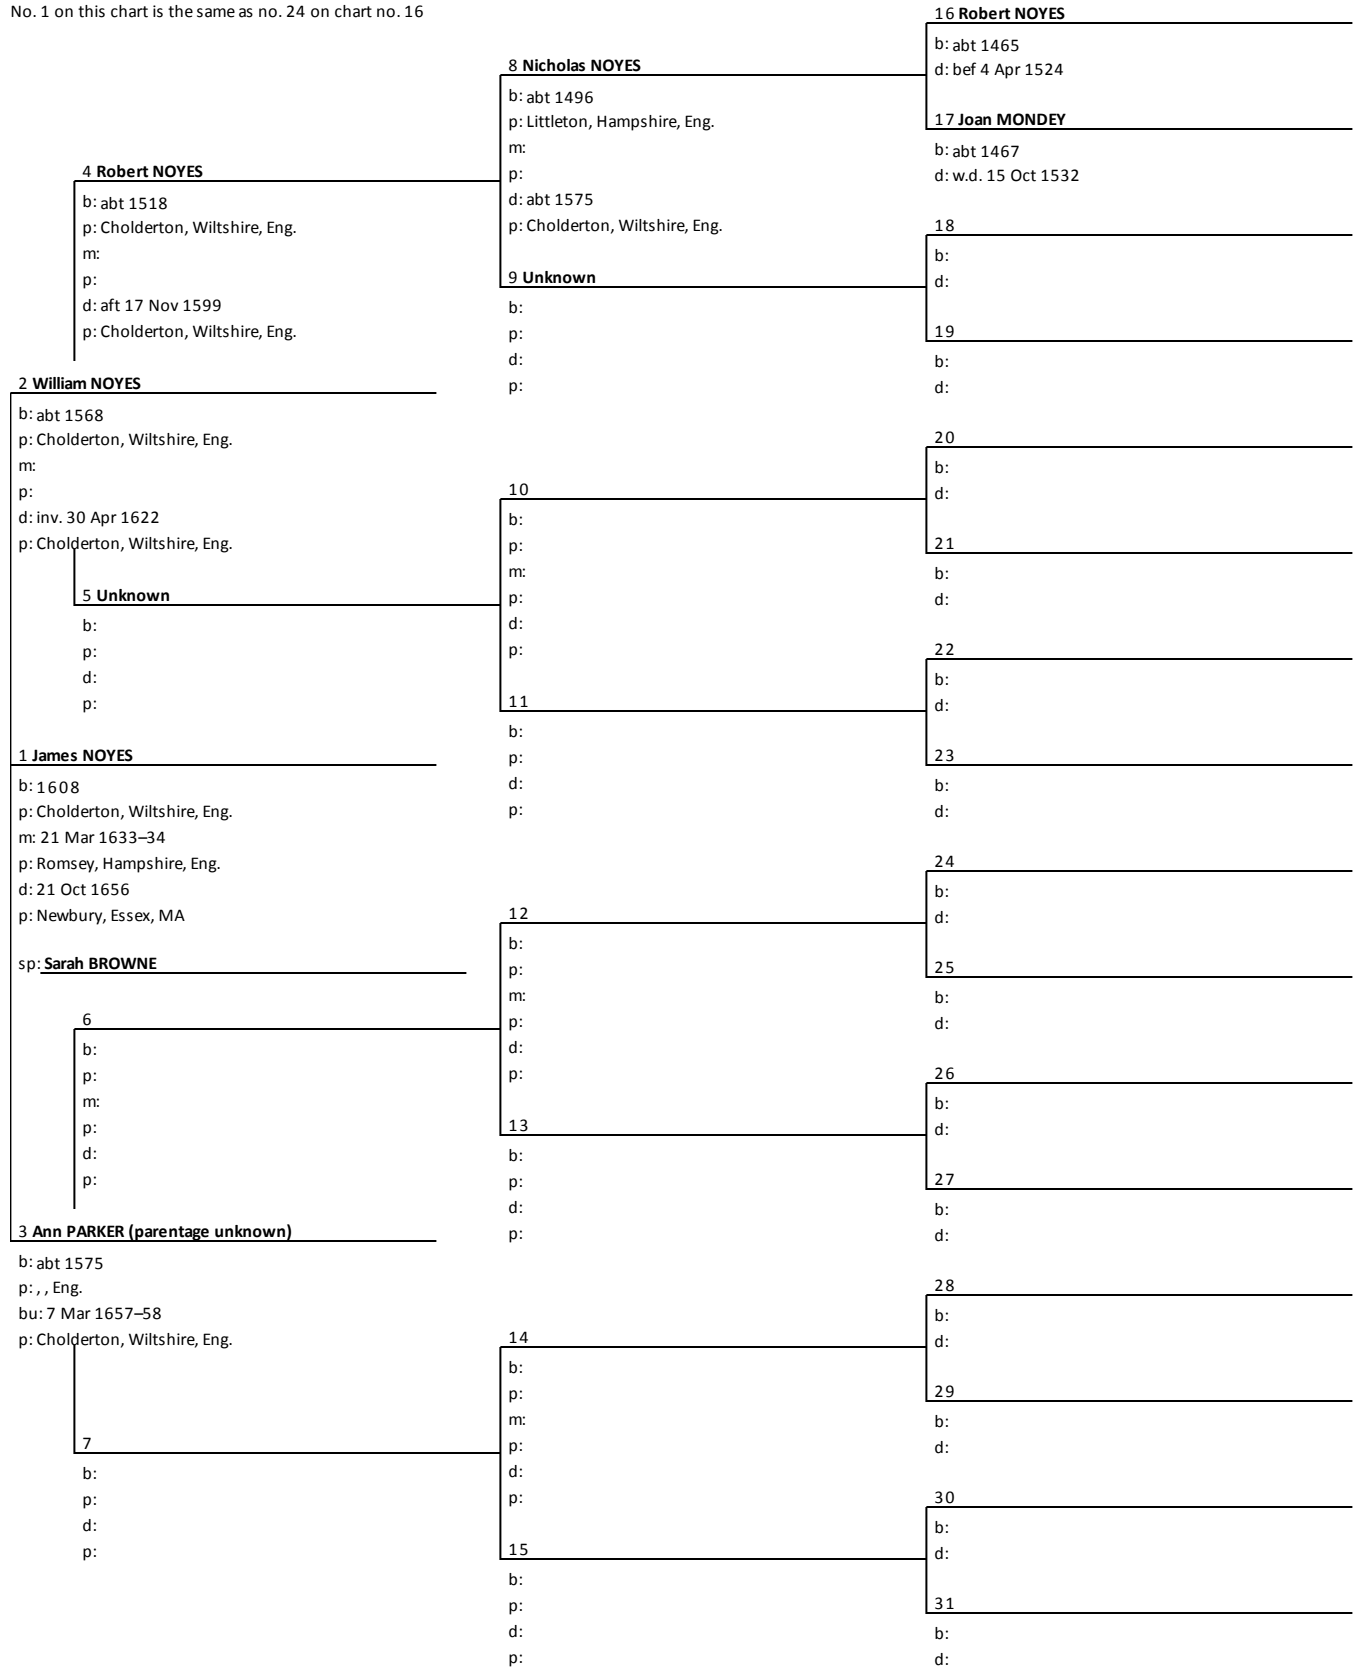 No. 1 on this chart is the same as no. 24 on chart no. 16
2 William NOYES
b: abt 1568
p: Cholderton, Wiltshire, Eng.
m:
p:
d: inv. 30 Apr 1622
p: Cholderton, Wiltshire, Eng.
1 James NOYES
b: 1608
p: Cholderton, Wiltshire, Eng.
m: 21 Mar 1633–34
p: Romsey, Hampshire, Eng.
d: 21 Oct 1656
p: Newbury, Essex, MA
sp: Sarah BROWNE
3 Ann PARKER (parentage unknown)
b: abt 1575
p: , , Eng.
bu: 7 Mar 1657–58
p: Cholderton, Wiltshire, Eng.
4 Robert NOYES
b: abt 1518
p: Cholderton, Wiltshire, Eng.
m:
p:
d: aft 17 Nov 1599
p: Cholderton, Wiltshire, Eng.
5 Unknown
b:
p:
d:
p:
6
b:
p:
m:
p:
d:
p:
7
b:
p:
d:
p:
8 Nicholas NOYES
b: abt 1496
p: Littleton, Hampshire, Eng.
m:
p:
d: abt 1575
p: Cholderton, Wiltshire, Eng.
9 Unknown
b:
p:
d:
p:
10
b:
p:
m:
p:
d:
p:
11
b:
p:
d:
p:
12
b:
p:
m:
p:
d:
p:
13
b:
p:
d:
p:
14
b:
p:
m:
p:
d:
p:
15
b:
p:
d:
p:
16 Robert NOYES
b: abt 1465
d: bef 4 Apr 1524
17 Joan MONDEY
b: abt 1467
d: w.d. 15 Oct 1532
18
b:
d:
19
b:
d:
20
b:
d:
21
b:
d:
22
b:
d:
23
b:
d:
24
b:
d:
25
b:
d:
26
b:
d:
27
b:
d:
28
b:
d:
29
b:
d:
30
b:
d:
31
b:
d: